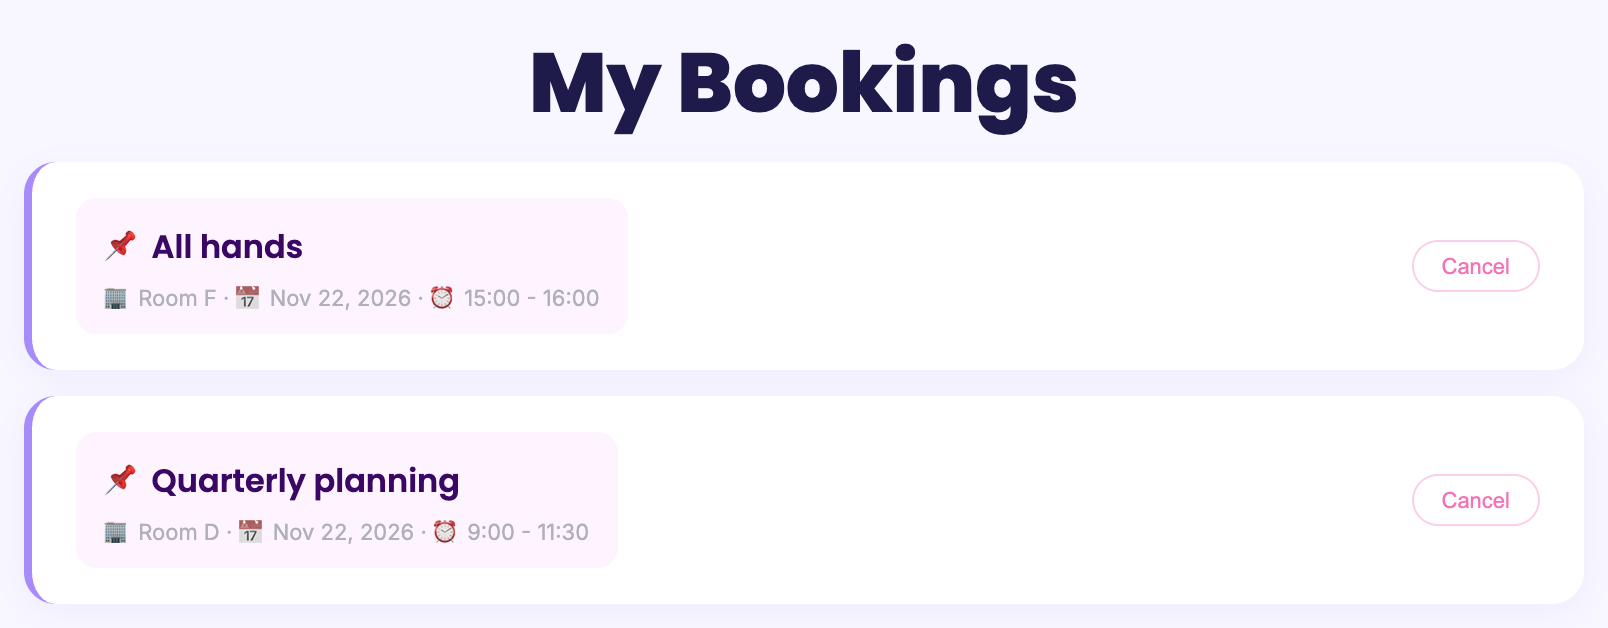 My Bookings
📌 All hands
🏢 Room F · 📅 Nov 22, 2026 · ⏰ 15:00 - 16:00
Cancel
📌 Quarterly planning
🏢 Room D · 📅 Nov 22, 2026 · ⏰ 9:00 - 11:30
Cancel